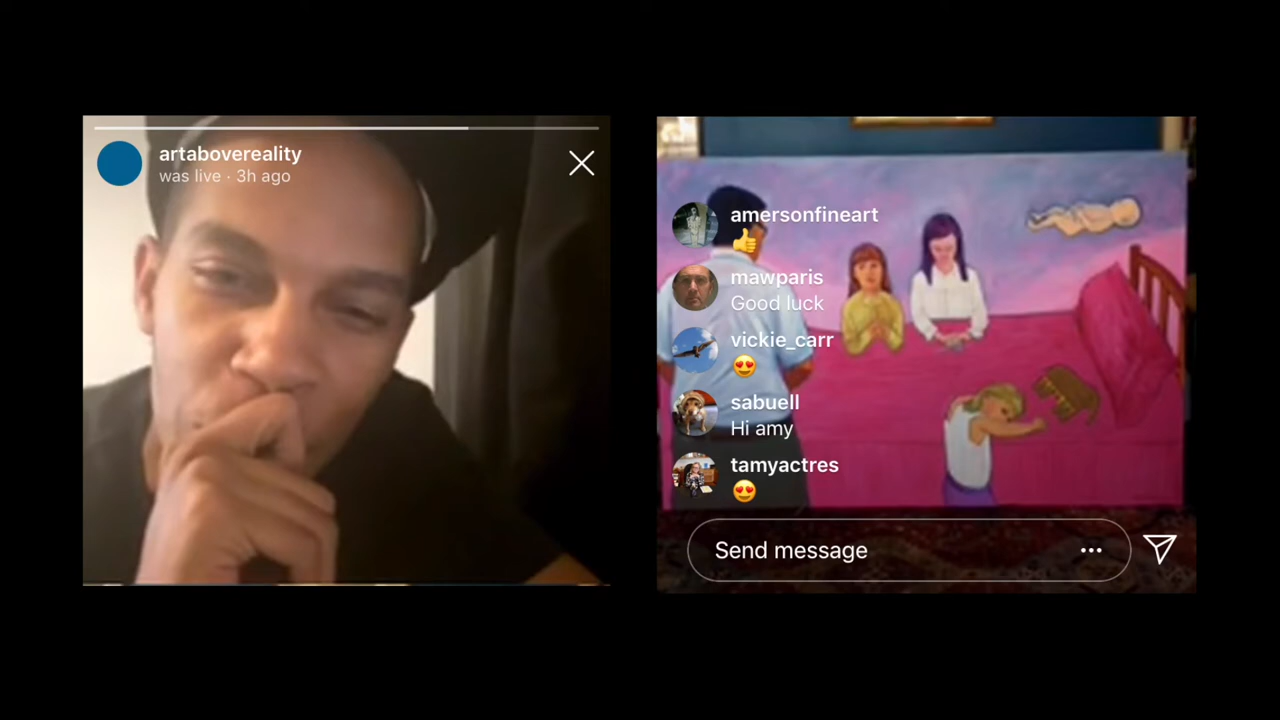 artabovereality
was live · 3h ago
amersonfineart
👍
mawparis
Good luck
vickie_carr
😍
sabuell
Hi amy
tamyactres
😍
Send message